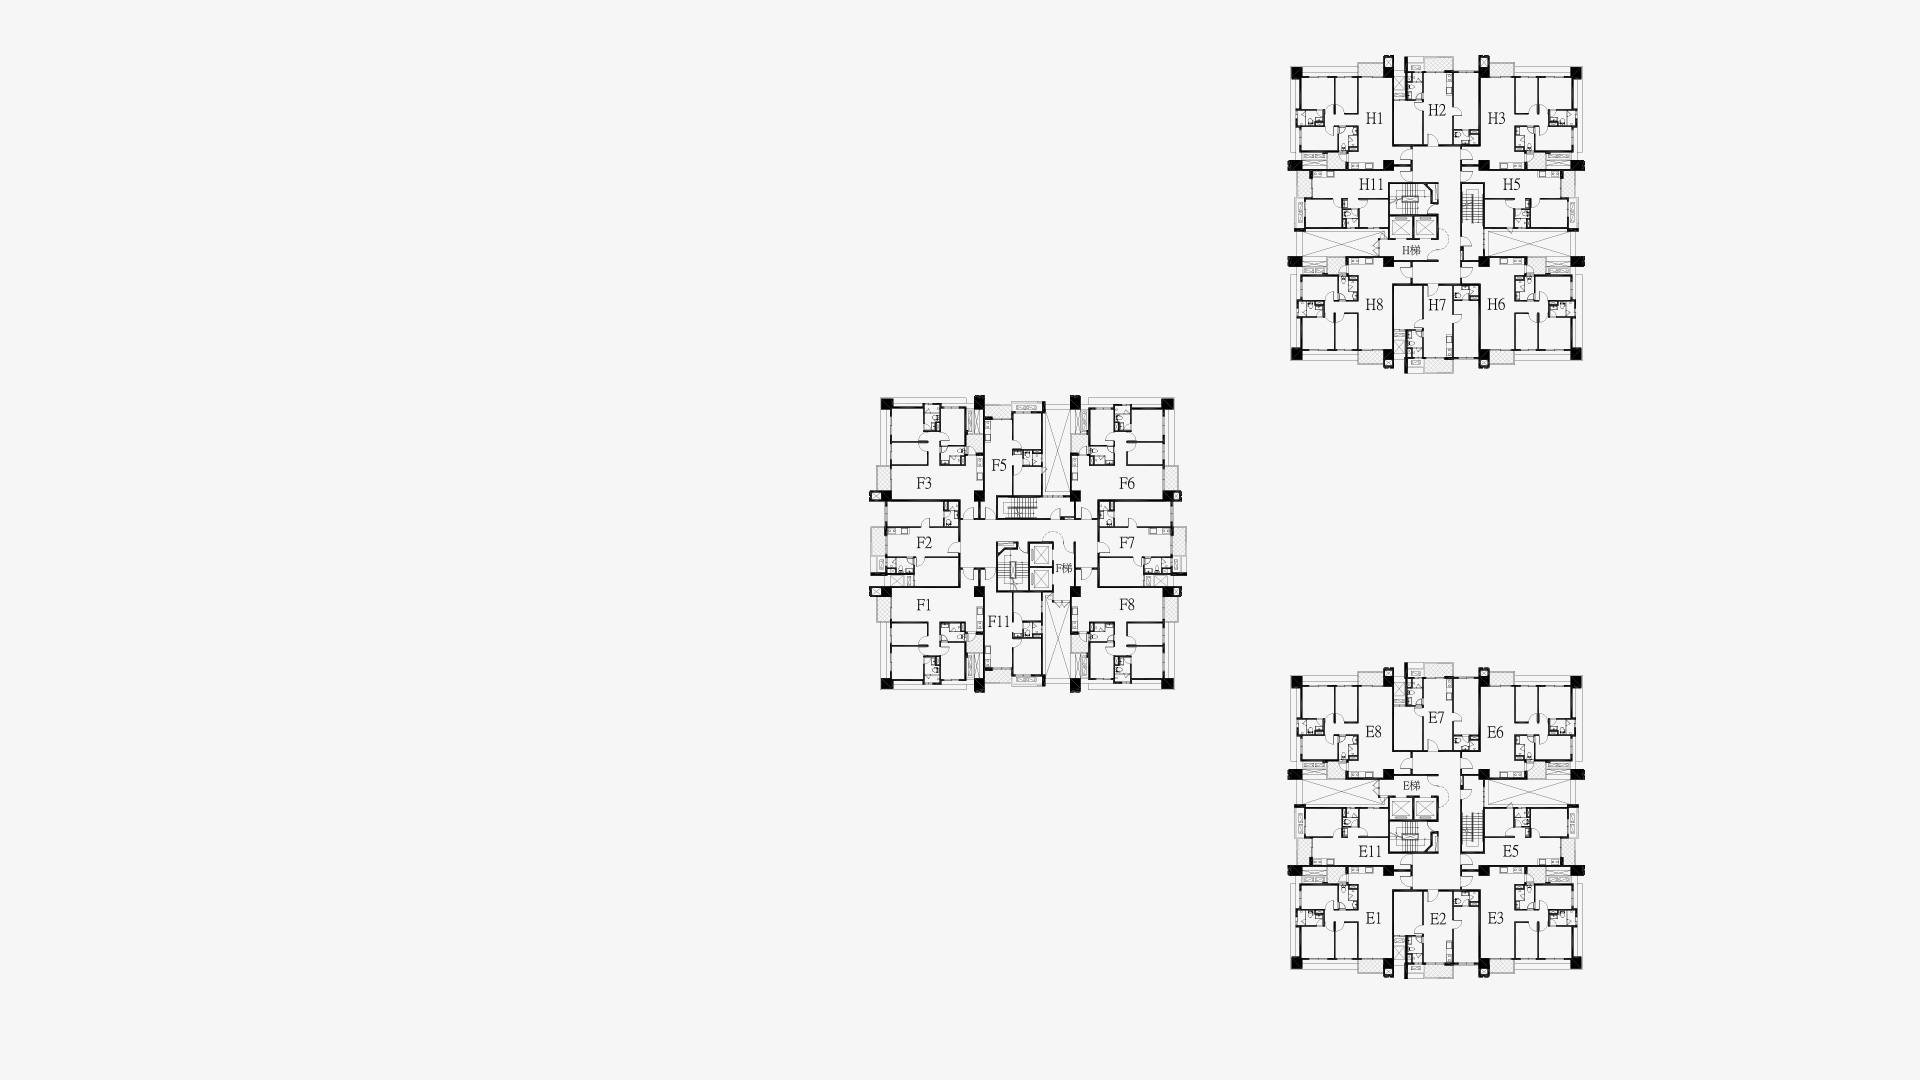 H1 H2 H3
H11 H5
H梯
H8 H7 H6
F3 F5 F6
F2 F7
F梯
F1 F11 F8
E8 E7 E6
E梯
E11 E5
E1 E2 E3